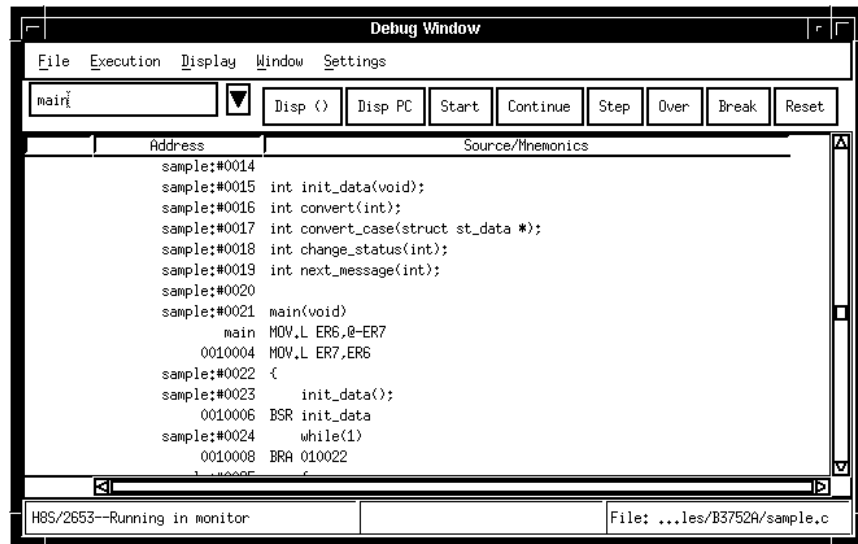 Debug Window
File Execution Display Window Settings
main
Disp () Disp PC Start Continue Step Over Break Reset
Address Source/Mnemonics
sample:#0014
sample:#0015 int init_data(void);
sample:#0016 int convert(int);
sample:#0017 int convert_case(struct st_data *);
sample:#0018 int change_status(int);
sample:#0019 int next_message(int);
sample:#0020
sample:#0021 main(void)
main MOV.L ER6,@-ER7
0010004 MOV.L ER7,ER6
sample:#0022 {
sample:#0023 init_data();
0010006 BSR init_data
sample:#0024 while(1)
0010008 BRA 010022
H8S/2653--Running in monitor File: ...les/B3752A/sample.c